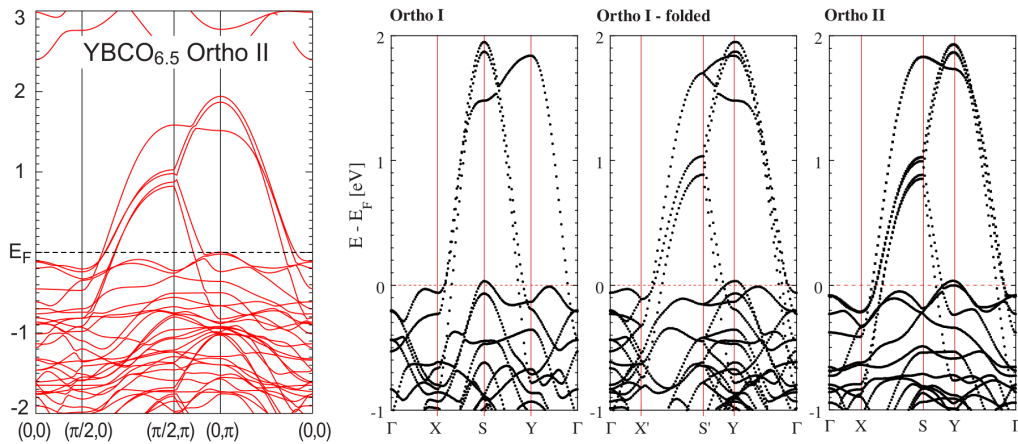 3
YBCO6.5 Ortho II
2
1
EF
-1
-2
(0,0) (π/2,0) (π/2,π) (0,π) (0,0)
Ortho I Ortho I - folded Ortho II
2
1
E - EF [eV]
0
-1
Γ X S Y Γ Γ X' S' Y Γ Γ X S Y Γ